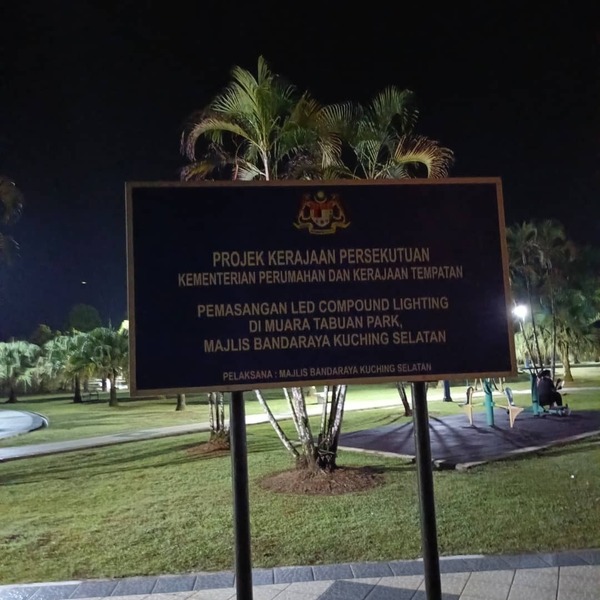 PROJEK KERAJAAN PERSEKUTUAN
KEMENTERIAN PERUMAHAN DAN KERAJAAN TEMPATAN
PEMASANGAN LED COMPOUND LIGHTING
DI MUARA TABUAN PARK,
MAJLIS BANDARAYA KUCHING SELATAN
PELAKSANA : MAJLIS BANDARAYA KUCHING SELATAN